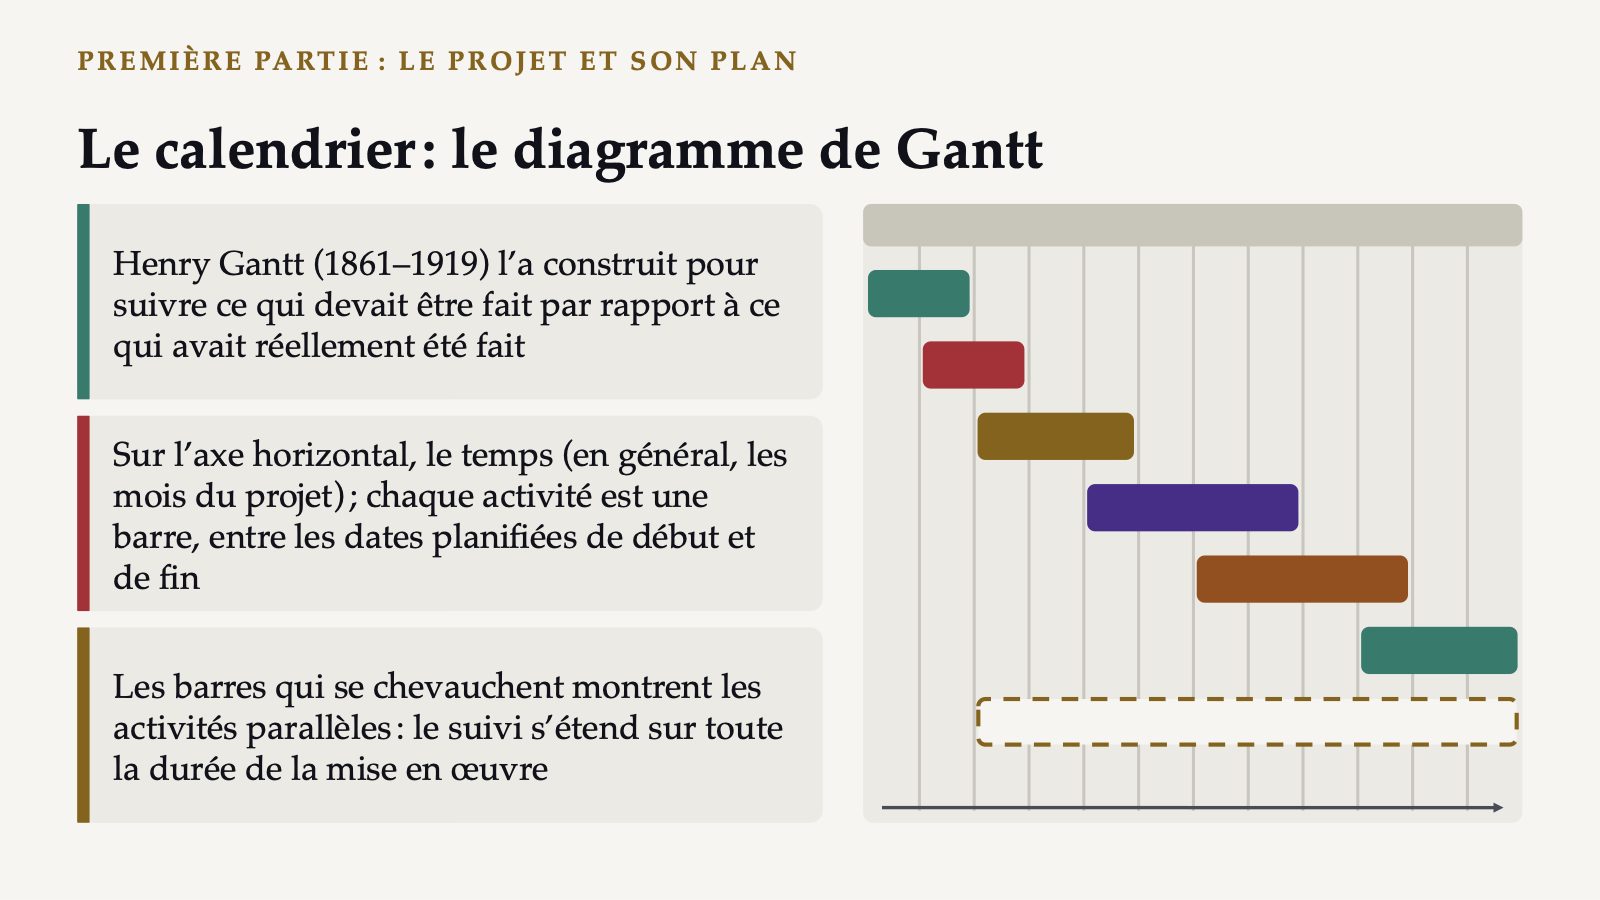 PREMIÈRE PARTIE : LE PROJET ET SON PLAN
Le calendrier : le diagramme de Gantt
Henry Gantt (1861–1919) l’a construit pour
suivre ce qui devait être fait par rapport à ce
qui avait réellement été fait
Sur l’axe horizontal, le temps (en général, les
mois du projet) ; chaque activité est une
barre, entre les dates planifiées de début et
de fin
Les barres qui se chevauchent montrent les
activités parallèles : le suivi s’étend sur toute
la durée de la mise en œuvre